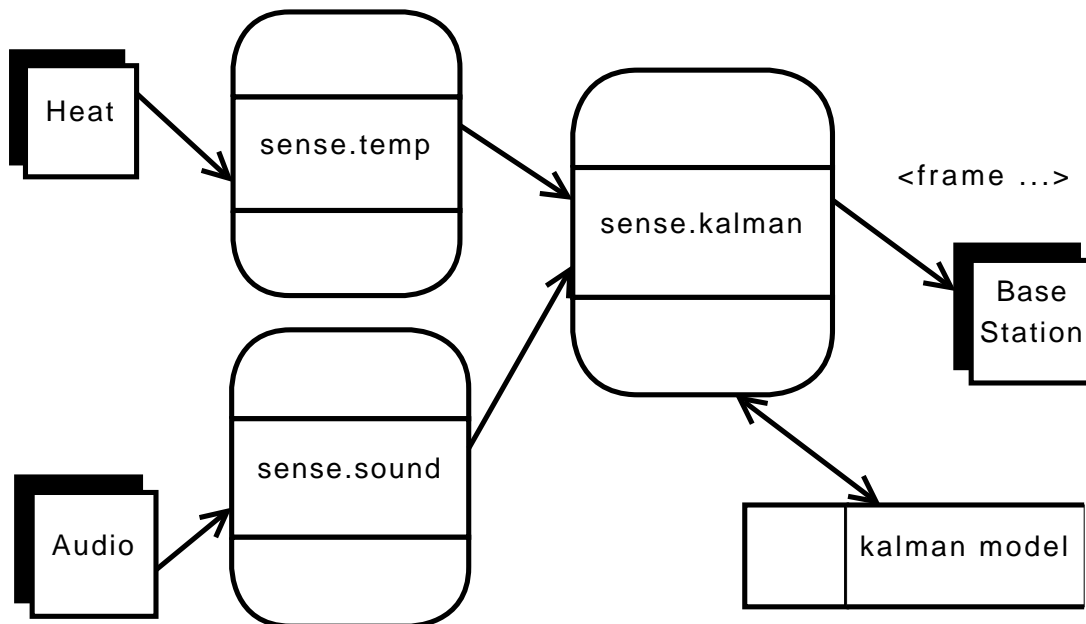 Heat
sense.temp
<frame ...>
sense.kalman
Base
Station
sense.sound
Audio
kalman model